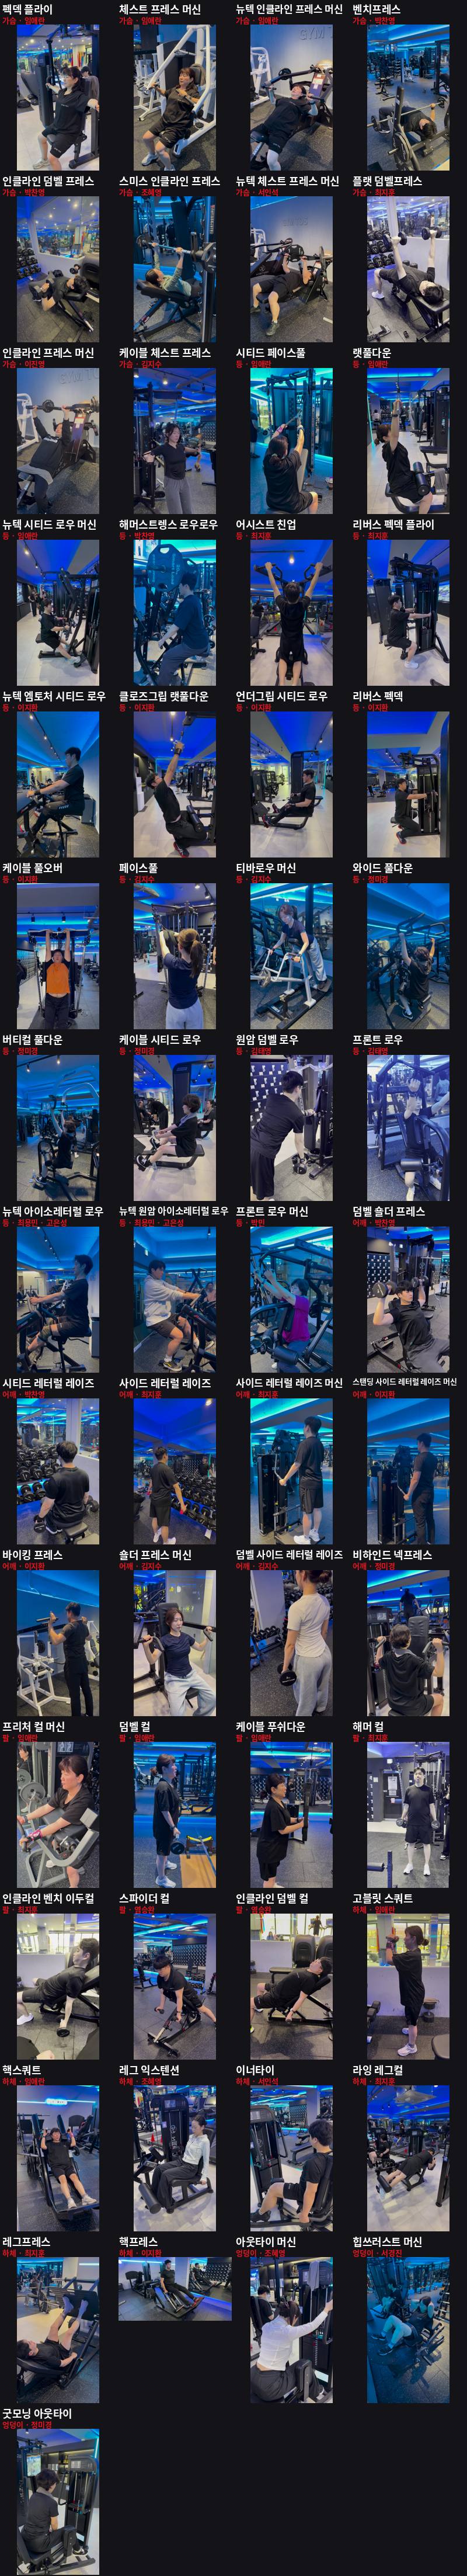 펙덱 플라이
가슴 · 임애란
체스트 프레스 머신
가슴 · 임애란
뉴텍 인클라인 프레스 머신
가슴 · 임애란
벤치프레스
가슴 · 박찬영
인클라인 덤벨 프레스
가슴 · 박찬영
스미스 인클라인 프레스
가슴 · 조혜영
뉴텍 체스트 프레스 머신
가슴 · 서인석
플랫 덤벨프레스
가슴 · 최지훈
인클라인 프레스 머신
가슴 · 이진영
케이블 체스트 프레스
가슴 · 김지수
시티드 페이스풀
등 · 임애란
랫풀다운
등 · 임애란
뉴텍 시티드 로우 머신
등 · 임애란
해머스트렝스 로우로우
등 · 박찬영
어시스트 친업
등 · 최지훈
리버스 펙덱 플라이
등 · 최지훈
뉴텍 엠토처 시티드 로우
등 · 이지환
클로즈그립 랫풀다운
등 · 이지환
언더그립 시티드 로우
등 · 이지환
리버스 펙덱
등 · 이지환
케이블 풀오버
등 · 이지환
페이스풀
등 · 김지수
티바로우 머신
등 · 김지수
와이드 풀다운
등 · 정미경
버티컬 풀다운
등 · 정미경
케이블 시티드 로우
등 · 정미경
원암 덤벨 로우
등 · 김태영
프론트 로우
등 · 김태영
뉴텍 아이소레터럴 로우
등 · 최웅민 · 고은성
뉴텍 원암 아이소레터럴 로우
등 · 최웅민 · 고은성
프론트 로우 머신
등 · 박민
덤벨 숄더 프레스
어깨 · 박찬영
시티드 레터럴 레이즈
어깨 · 박찬영
사이드 레터럴 레이즈
어깨 · 최지훈
사이드 레터럴 레이즈 머신
어깨 · 최지훈
스탠딩 사이드 레터럴 레이즈 머신
어깨 · 이지환
바이킹 프레스
어깨 · 이지환
숄더 프레스 머신
어깨 · 김지수
덤벨 사이드 레터럴 레이즈
어깨 · 김지수
비하인드 넥프레스
어깨 · 정미경
프리처 컬 머신
팔 · 임애란
덤벨 컬
팔 · 임애란
케이블 푸쉬다운
팔 · 임애란
해머 컬
팔 · 최지훈
인클라인 벤치 이두컬
팔 · 최지훈
스파이더 컬
팔 · 염승한
인클라인 덤벨 컬
팔 · 염승한
고블릿 스쿼트
하체 · 임애란
핵스쿼트
하체 · 임애란
레그 익스텐션
하체 · 조혜영
이너타이
하체 · 서인석
라잉 레그컬
하체 · 최지훈
레그프레스
하체 · 최지훈
핵프레스
하체 · 이지환
아웃타이 머신
엉덩이 · 조혜영
힙쓰러스트 머신
엉덩이 · 서경진
굿모닝 아웃타이
엉덩이 · 정미경